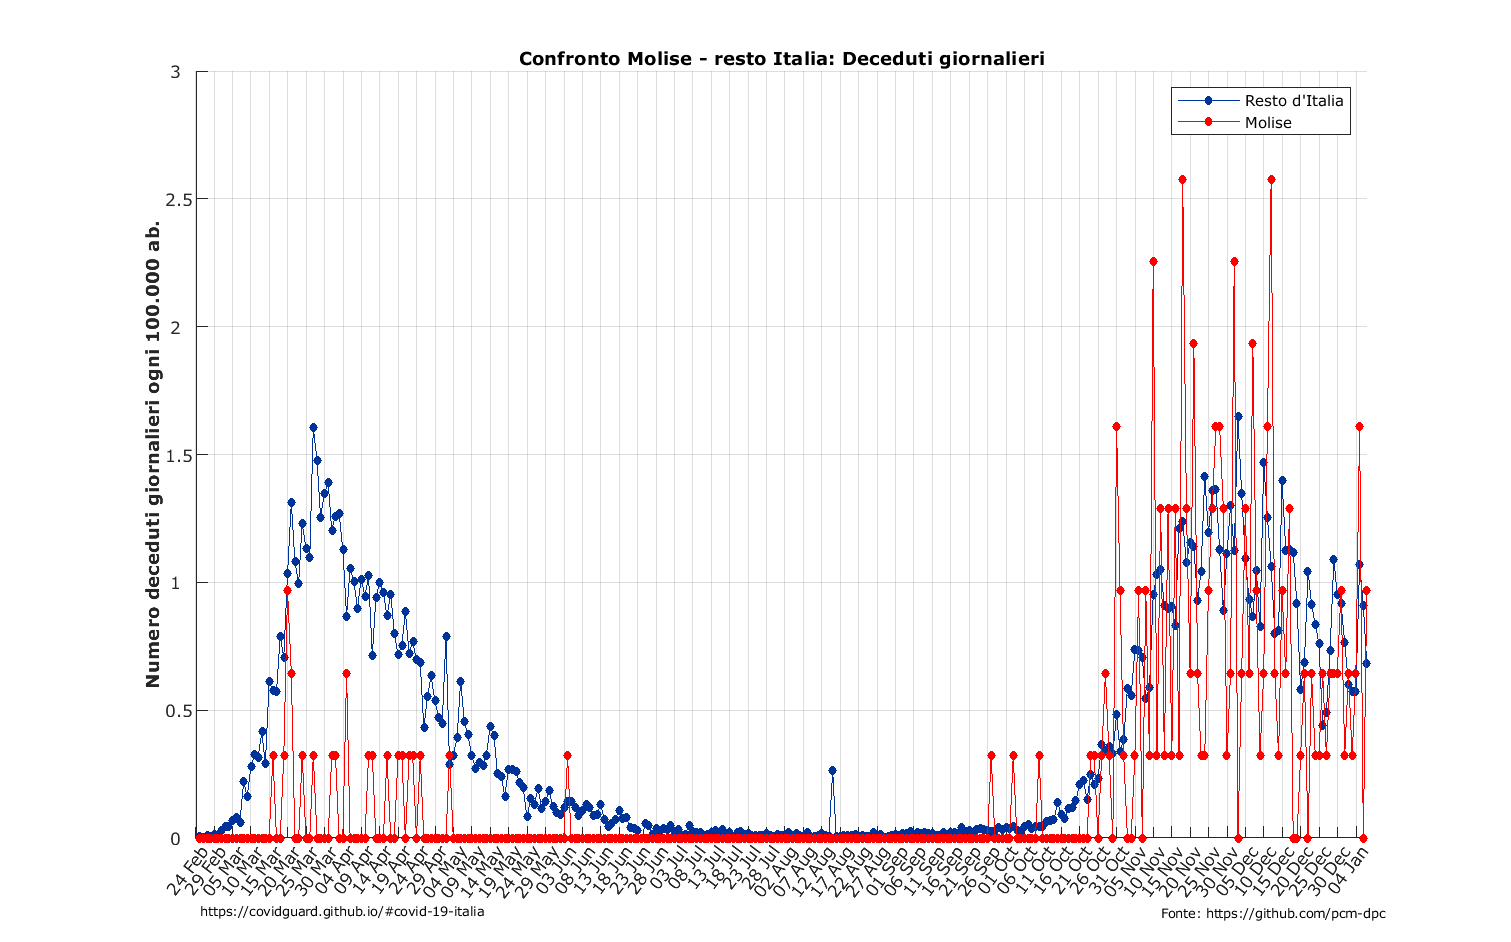 Confronto Molise - resto Italia: Deceduti giornalieri
Resto d'Italia
Molise
Numero deceduti giornalieri ogni 100.000 ab.
3
2.5
2
1.5
1
0.5
0
24 Feb
29 Feb
05 Mar
10 Mar
15 Mar
20 Mar
25 Mar
30 Mar
04 Apr
09 Apr
14 Apr
19 Apr
24 Apr
29 Apr
04 May
09 May
14 May
19 May
24 May
29 May
03 Jun
08 Jun
13 Jun
18 Jun
23 Jun
28 Jun
03 Jul
08 Jul
13 Jul
18 Jul
23 Jul
28 Jul
02 Aug
07 Aug
12 Aug
17 Aug
22 Aug
27 Aug
01 Sep
06 Sep
11 Sep
16 Sep
21 Sep
26 Sep
01 Oct
06 Oct
11 Oct
16 Oct
21 Oct
26 Oct
31 Oct
05 Nov
10 Nov
15 Nov
20 Nov
25 Nov
30 Nov
05 Dec
10 Dec
15 Dec
20 Dec
25 Dec
30 Dec
04 Jan
https://covidguard.github.io/#covid-19-italia
Fonte: https://github.com/pcm-dpc